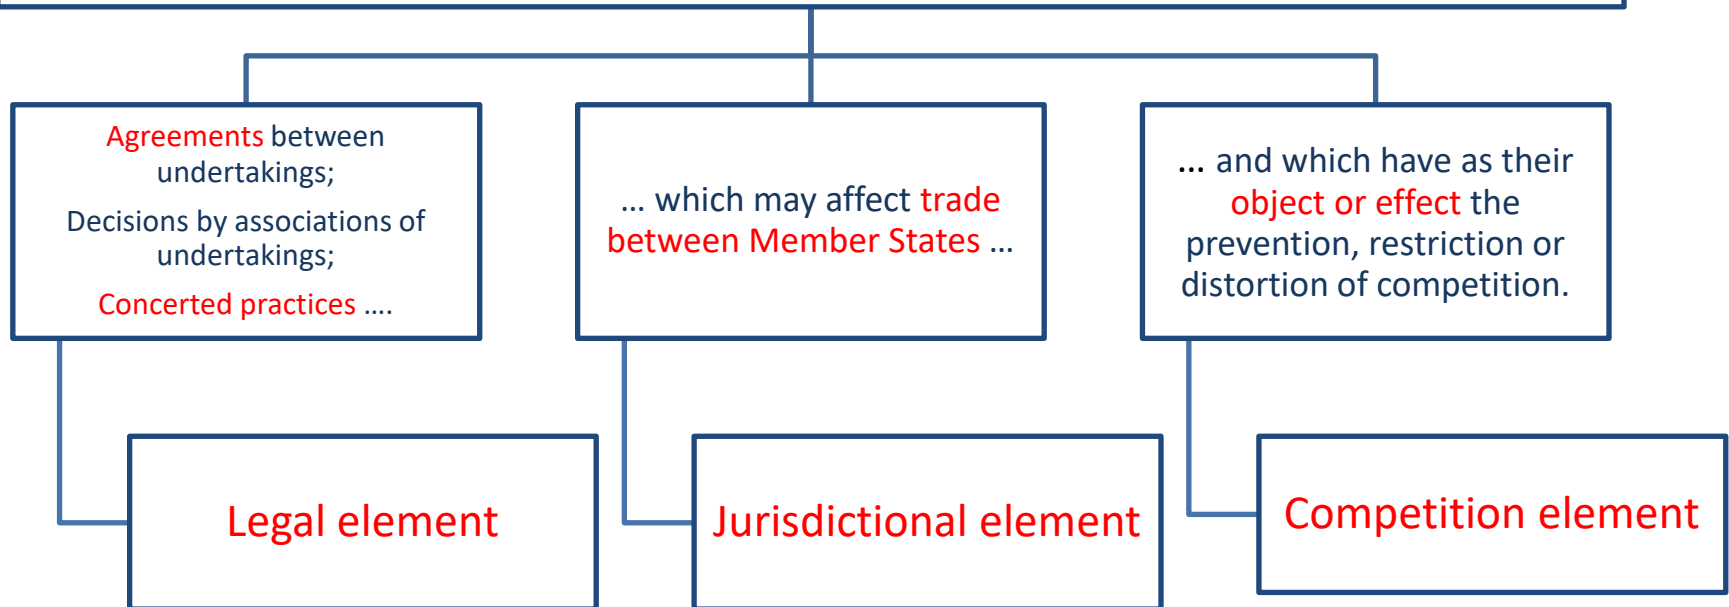 Agreements between
undertakings;
Decisions by associations of
undertakings;
Concerted practices ....
... which may affect trade
between Member States ...
... and which have as their
object or effect the
prevention, restriction or
distortion of competition.
Legal element
Jurisdictional element
Competition element